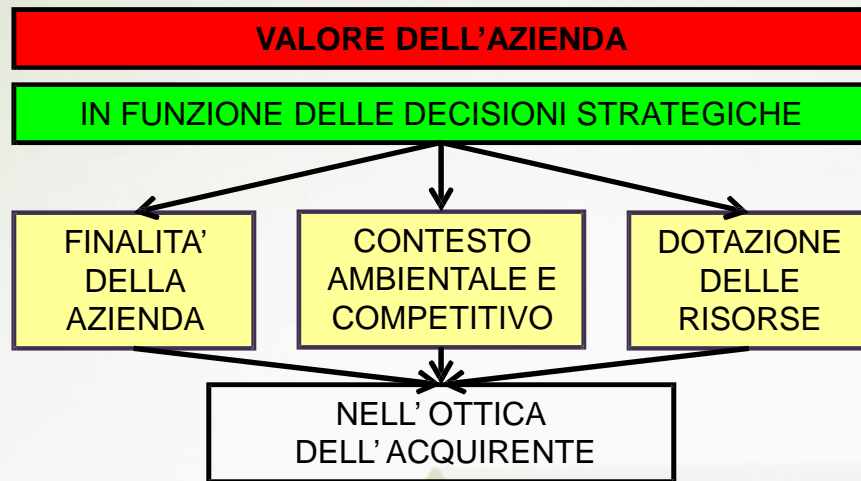 VALORE DELL’AZIENDA
IN FUNZIONE DELLE DECISIONI STRATEGICHE
FINALITA’
DELLA
AZIENDA
CONTESTO
AMBIENTALE E
COMPETITIVO
DOTAZIONE
DELLE
RISORSE
NELL’ OTTICA
DELL’ ACQUIRENTE